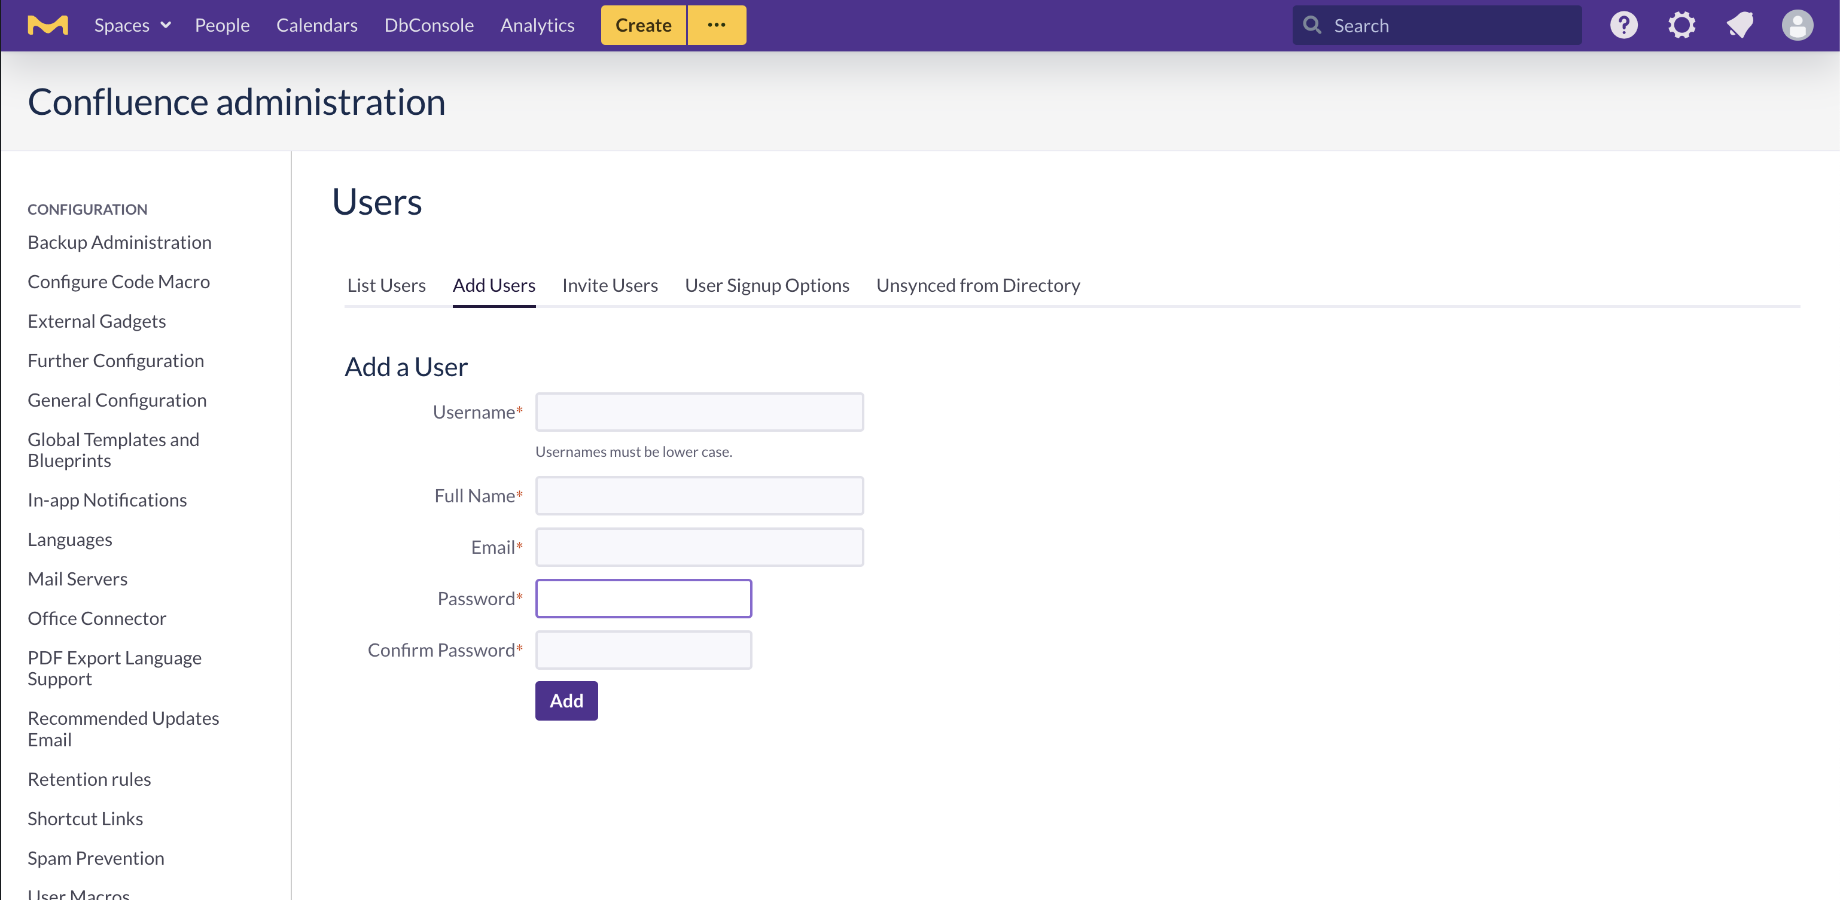 Spaces People Calendars DbConsole Analytics Create ··· Search
Confluence administration
CONFIGURATION
Backup Administration
Configure Code Macro
External Gadgets
Further Configuration
General Configuration
Global Templates and
Blueprints
In-app Notifications
Languages
Mail Servers
Office Connector
PDF Export Language
Support
Recommended Updates
Email
Retention rules
Shortcut Links
Spam Prevention
User Macros
Users
List Users Add Users Invite Users User Signup Options Unsynced from Directory
Add a User
Username*
Usernames must be lower case.
Full Name*
Email*
Password*
Confirm Password*
Add